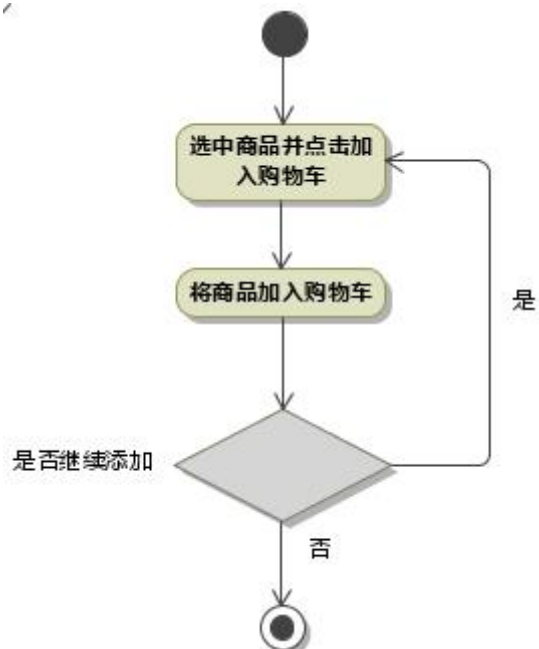 选中商品并点击加
入购物车
将商品加入购物车
是
是否继续添加
否